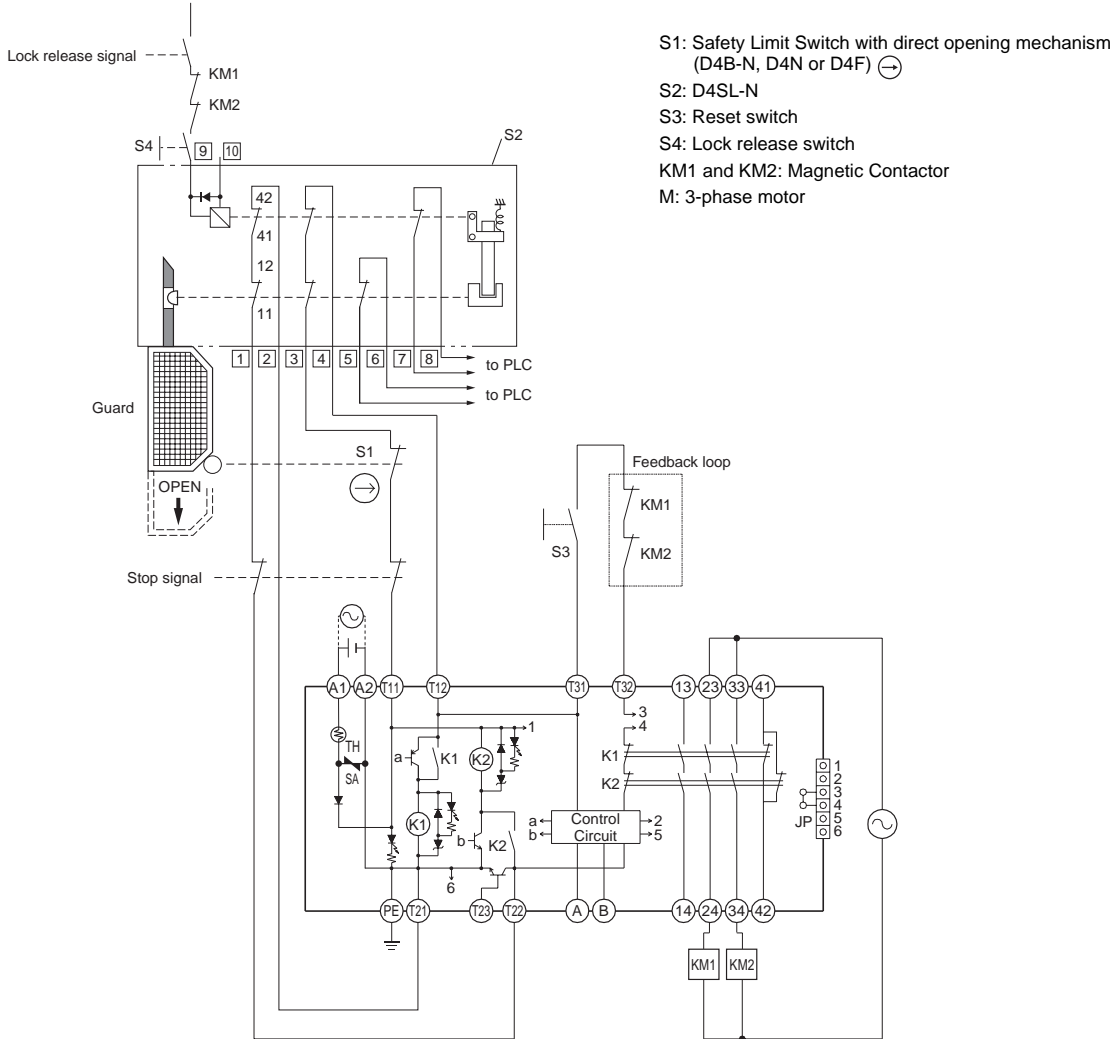 S1: Safety Limit Switch with direct opening mechanism
(D4B-N, D4N or D4F)
S2: D4SL-N
S3: Reset switch
S4: Lock release switch
KM1 and KM2: Magnetic Contactor
M: 3-phase motor
Lock release signal
KM1
KM2
S4
9 10
S2
42
41
12
11
1 2 3 4 5 6 7 8
to PLC
to PLC
Guard
OPEN
S1
Feedback loop
KM1
KM2
S3
Stop signal
A1 A2 T11 T12 T31 T32 13 23 33 41
TH
SA
a
K1
K2
1
3
4
K1
K2
K1
b
K2
a
b
Control
Circuit
2
5
6
JP
1
2
3
4
5
6
PE T21 T23 T22 A B 14 24 34 42
KM1 KM2